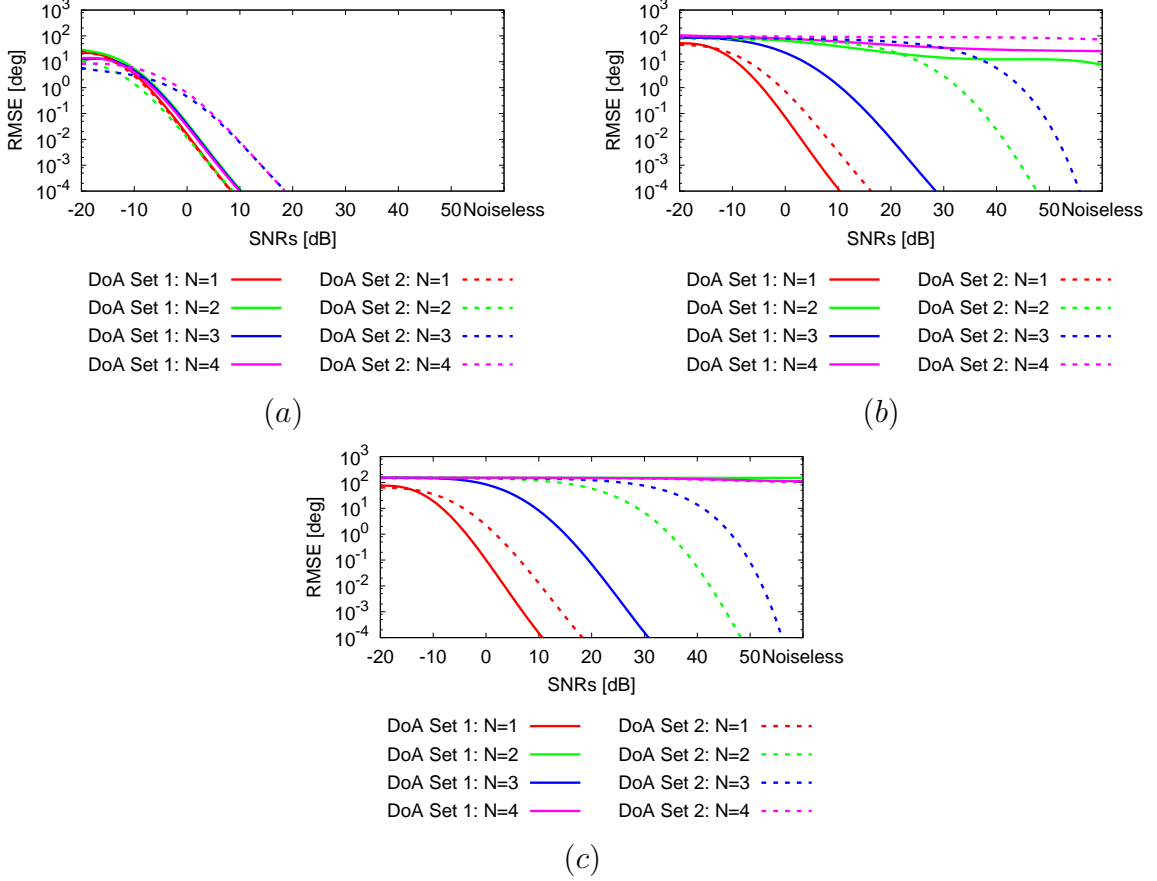 10^3
10^2
10^1
10^0
10^-1
10^-2
10^-3
10^-4
RMSE [deg]
-20 -10 0 10 20 30 40 50 Noiseless
SNRs [dB]
DoA Set 1: N=1 DoA Set 2: N=1
DoA Set 1: N=2 DoA Set 2: N=2
DoA Set 1: N=3 DoA Set 2: N=3
DoA Set 1: N=4 DoA Set 2: N=4
(a)
10^3
10^2
10^1
10^0
10^-1
10^-2
10^-3
10^-4
RMSE [deg]
-20 -10 0 10 20 30 40 50 Noiseless
SNRs [dB]
DoA Set 1: N=1 DoA Set 2: N=1
DoA Set 1: N=2 DoA Set 2: N=2
DoA Set 1: N=3 DoA Set 2: N=3
DoA Set 1: N=4 DoA Set 2: N=4
(b)
10^3
10^2
10^1
10^0
10^-1
10^-2
10^-3
10^-4
RMSE [deg]
-20 -10 0 10 20 30 40 50 Noiseless
SNRs [dB]
DoA Set 1: N=1 DoA Set 2: N=1
DoA Set 1: N=2 DoA Set 2: N=2
DoA Set 1: N=3 DoA Set 2: N=3
DoA Set 1: N=4 DoA Set 2: N=4
(c)